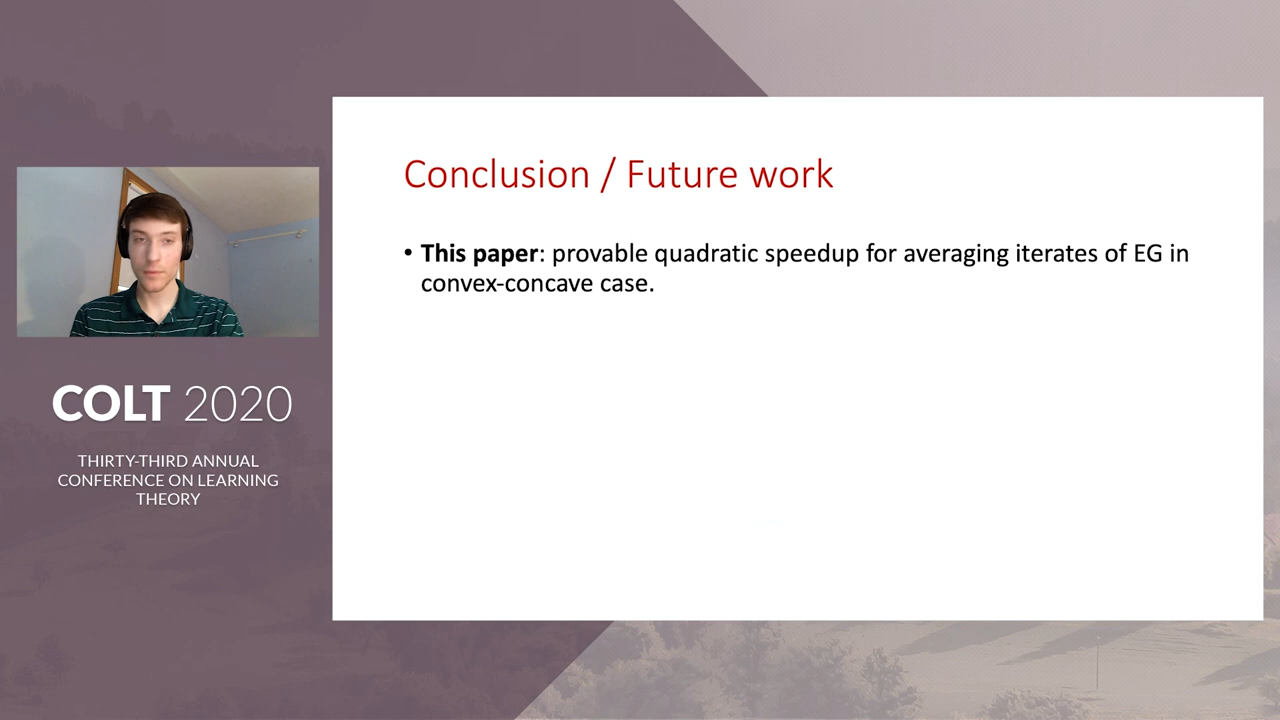 Conclusion / Future work
• This paper: provable quadratic speedup for averaging iterates of EG in
convex-concave case.
COLT 2020
THIRTY-THIRD ANNUAL
CONFERENCE ON LEARNING
THEORY